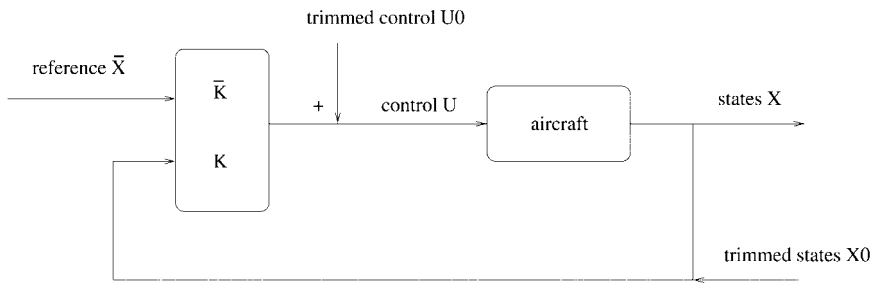 trimmed control U0
reference X̄
K̄
+
control U
aircraft
states X
K
trimmed states X0